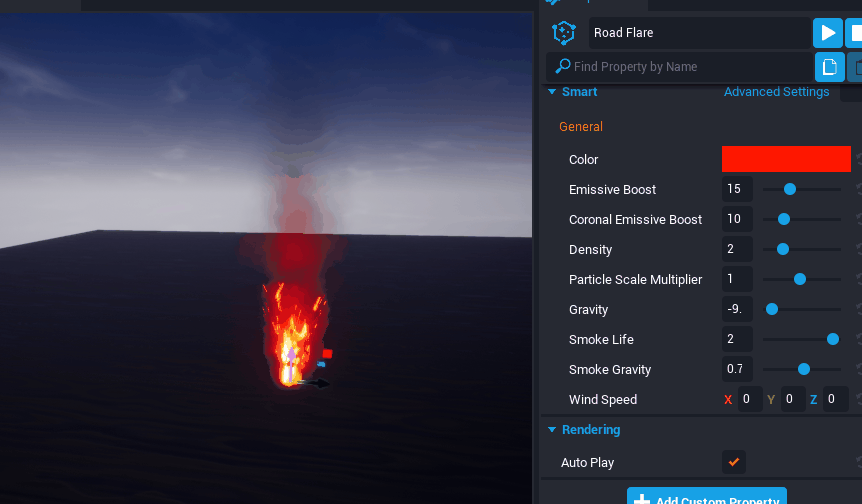 Road Flare
Find Property by Name
Smart Advanced Settings
General
Color
Emissive Boost 15
Coronal Emissive Boost 10
Density 2
Particle Scale Multiplier 1
Gravity -9.
Smoke Life 2
Smoke Gravity 0.7
Wind Speed X 0 Y 0 Z 0
Rendering
Auto Play
Add Custom Property